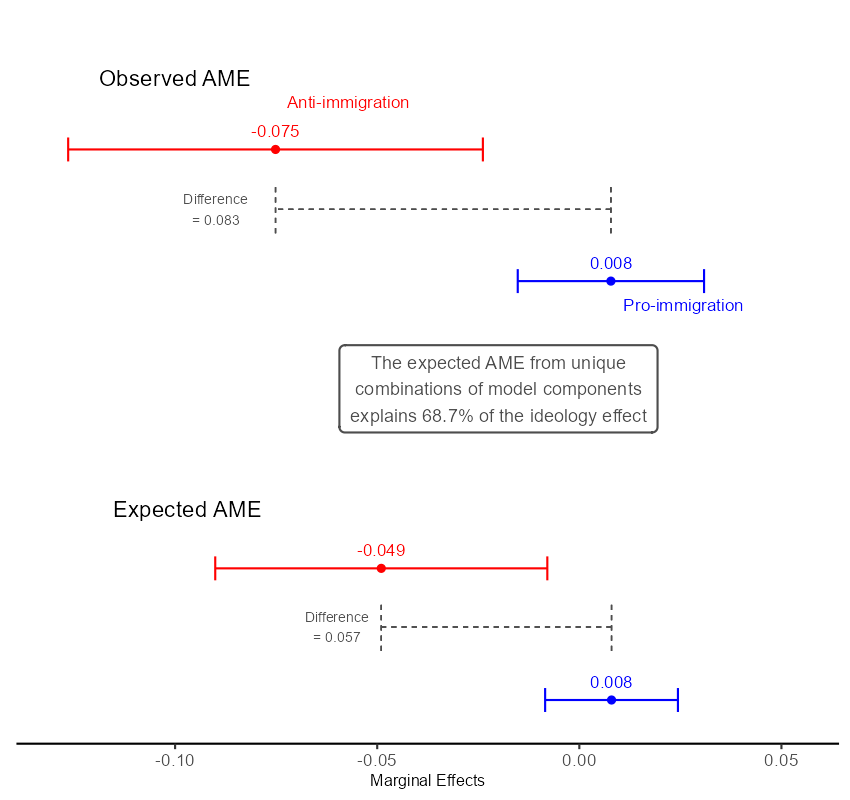 Observed AME
Anti-immigration
-0.075
Difference
= 0.083
0.008
Pro-immigration
The expected AME from unique
combinations of model components
explains 68.7% of the ideology effect
Expected AME
-0.049
Difference
= 0.057
0.008
-0.10 -0.05 0.00 0.05
Marginal Effects